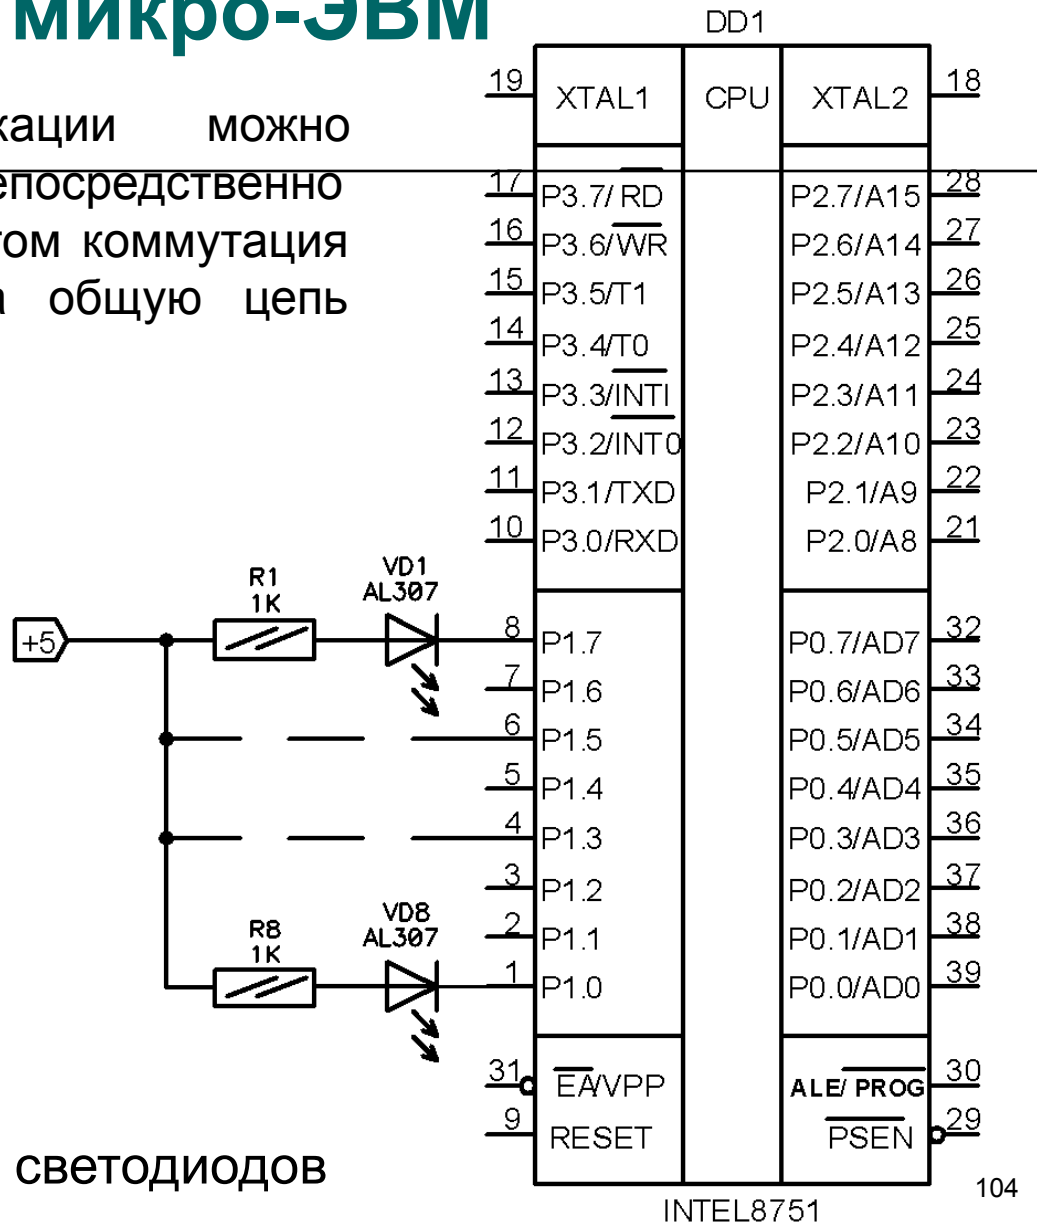 микро-ЭВМ
кации можно
епосредственно
том коммутация
а общую цепь
DD1
19 XTAL1 CPU XTAL2 18
17 P3.7/ RD P2.7/A15 28
16 P3.6/WR P2.6/A14 27
15 P3.5/T1 P2.5/A13 26
14 P3.4/T0 P2.4/A12 25
13 P3.3/INTI P2.3/A11 24
12 P3.2/INT0 P2.2/A10 23
11 P3.1/TXD P2.1/A9 22
10 P3.0/RXD P2.0/A8 21
R1
1K
VD1
AL307
+5
8 P1.7 P0.7/AD7 32
7 P1.6 P0.6/AD6 33
6 P1.5 P0.5/AD5 34
5 P1.4 P0.4/AD4 35
4 P1.3 P0.3/AD3 36
3 P1.2 P0.2/AD2 37
R8
1K
VD8
AL307
2 P1.1 P0.1/AD1 38
1 P1.0 P0.0/AD0 39
31 EA/VPP ALE/ PROG 30
9 RESET PSEN 29
светодиодов
INTEL8751
104